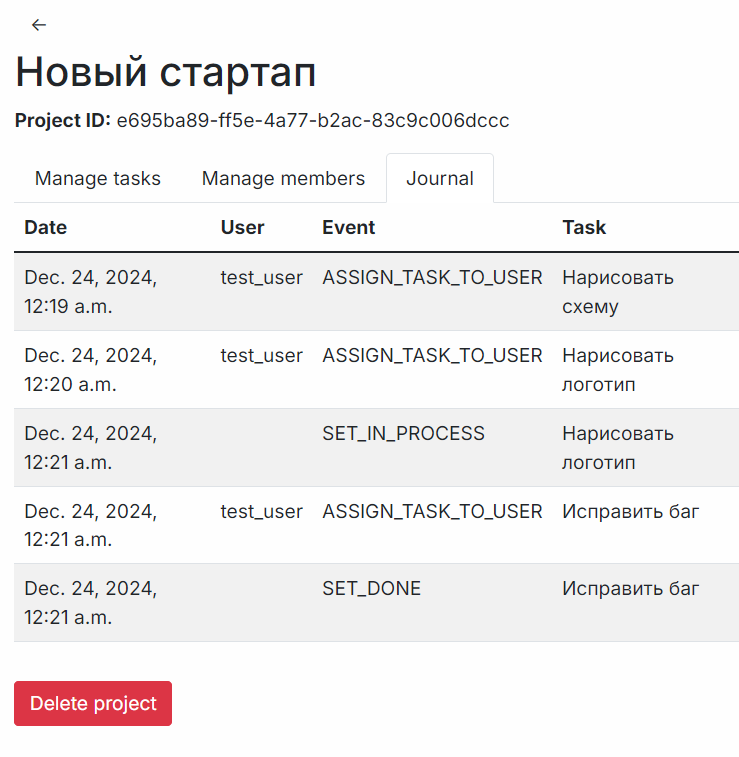 ←
Новый стартап
Project ID: e695ba89-ff5e-4a77-b2ac-83c9c006dccc
Manage tasks Manage members Journal
Date User Event Task
Dec. 24, 2024, test_user ASSIGN_TASK_TO_USER Нарисовать
12:19 a.m. схему
Dec. 24, 2024, test_user ASSIGN_TASK_TO_USER Нарисовать
12:20 a.m. логотип
Dec. 24, 2024, SET_IN_PROCESS Нарисовать
12:21 a.m. логотип
Dec. 24, 2024, test_user ASSIGN_TASK_TO_USER Исправить баг
12:21 a.m.
Dec. 24, 2024, SET_DONE Исправить баг
12:21 a.m.
Delete project